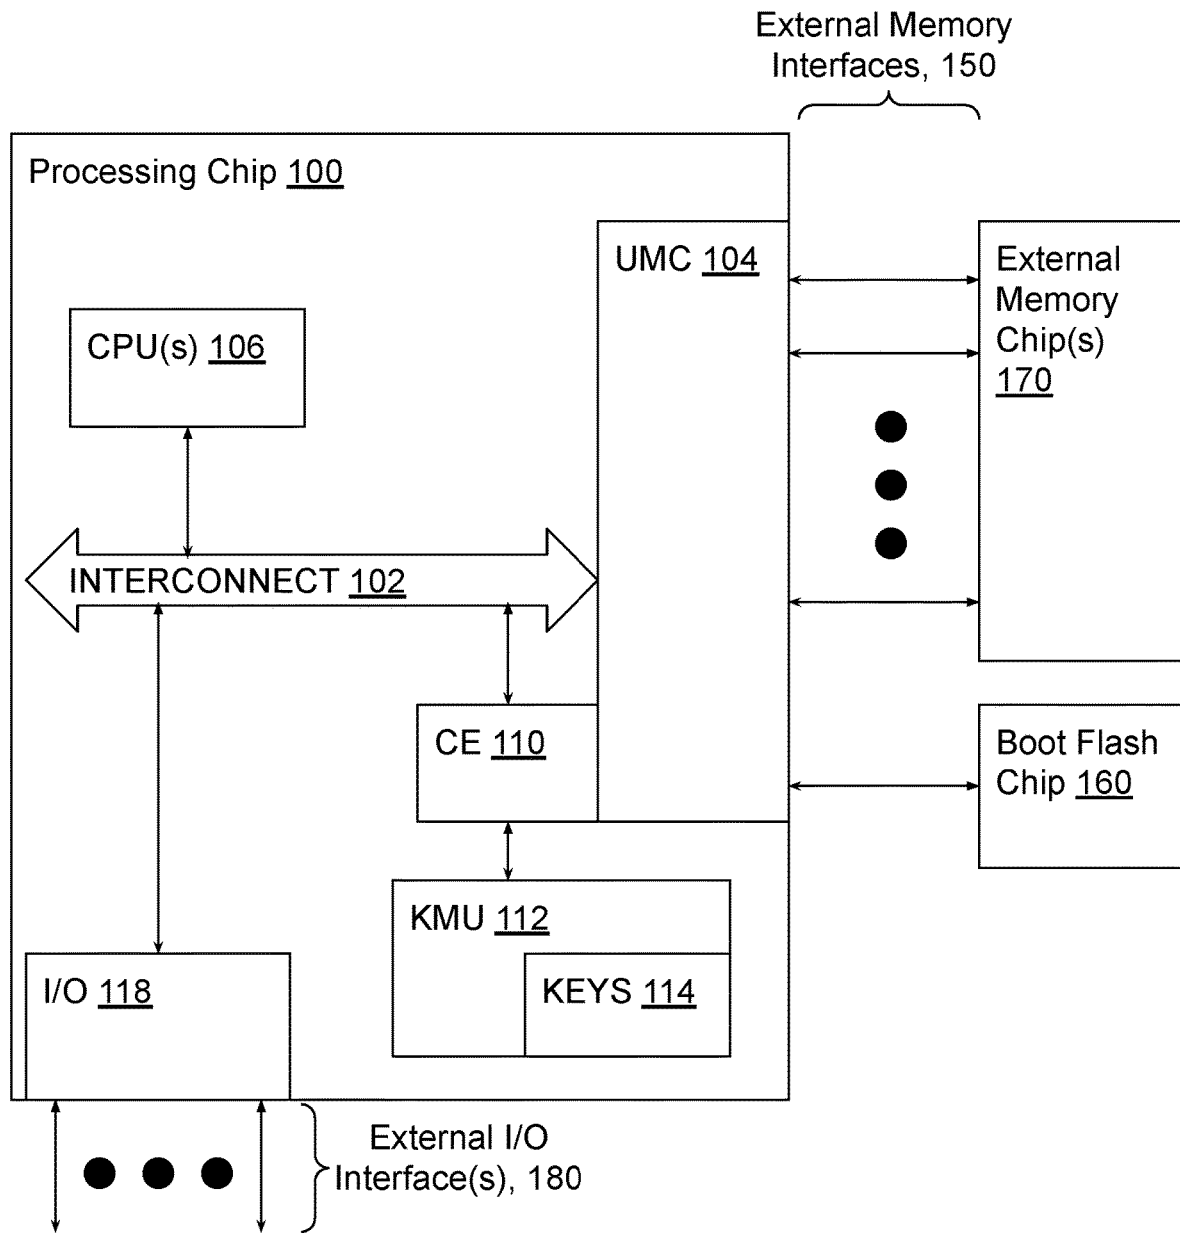 External Memory
Interfaces, 150
Processing Chip 100
UMC 104
External
Memory
Chip(s)
170
CPU(s) 106
INTERCONNECT 102
CE 110
Boot Flash
Chip 160
KMU 112
KEYS 114
I/O 118
External I/O
Interface(s), 180